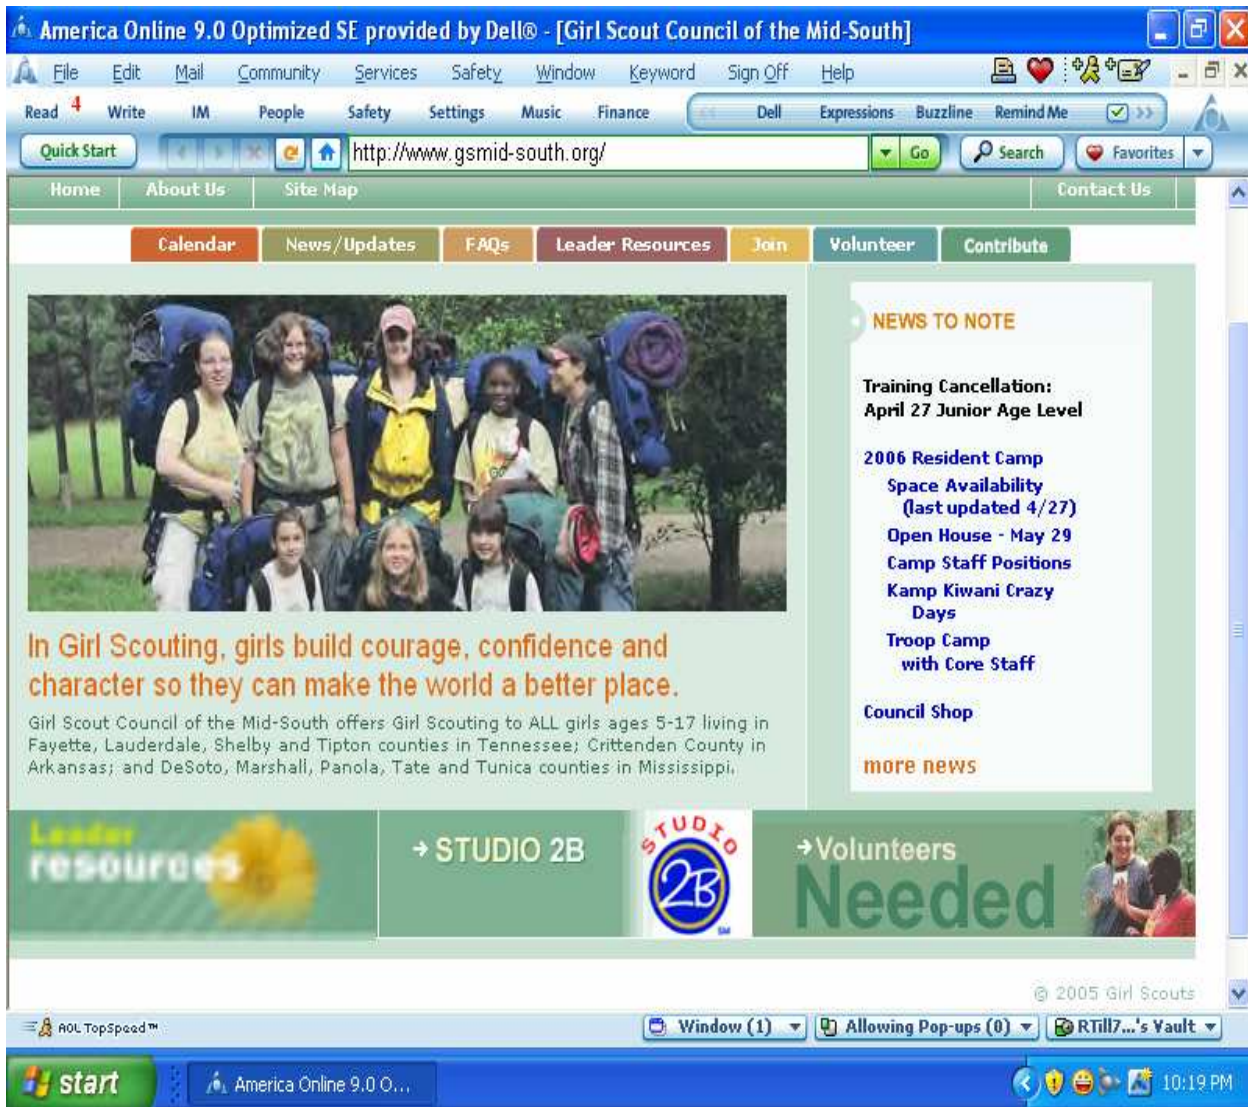 America Online 9.0 Optimized SE provided by Dell® - [Girl Scout Council of the Mid-South]
File Edit Mail Community Services Safety Window Keyword Sign Off Help
Read 4 Write IM People Safety Settings Music Finance Dell Expressions Buzzline Remind Me
Quick Start http://www.gsmid-south.org/ Go Search Favorites
Home About Us Site Map Contact Us
Calendar News/Updates FAQs Leader Resources Join Volunteer Contribute
NEWS TO NOTE
Training Cancellation:
April 27 Junior Age Level
2006 Resident Camp
Space Availability
(last updated 4/27)
Open House - May 29
Camp Staff Positions
Kamp Kiwani Crazy
Days
Troop Camp
with Core Staff
Council Shop
more news
In Girl Scouting, girls build courage, confidence and
character so they can make the world a better place.
Girl Scout Council of the Mid-South offers Girl Scouting to ALL girls ages 5-17 living in
Fayette, Lauderdale, Shelby and Tipton counties in Tennessee; Crittenden County in
Arkansas; and DeSoto, Marshall, Panola, Tate and Tunica counties in Mississippi.
Leader
resources
STUDIO 2B
STUDIO
2B
SM
Volunteers
Needed
© 2005 Girl Scouts
AOL TopSpeed™ Window (1) Allowing Pop-ups (0) RTill7...'s Vault
start America Online 9.0 O... 10:19 PM